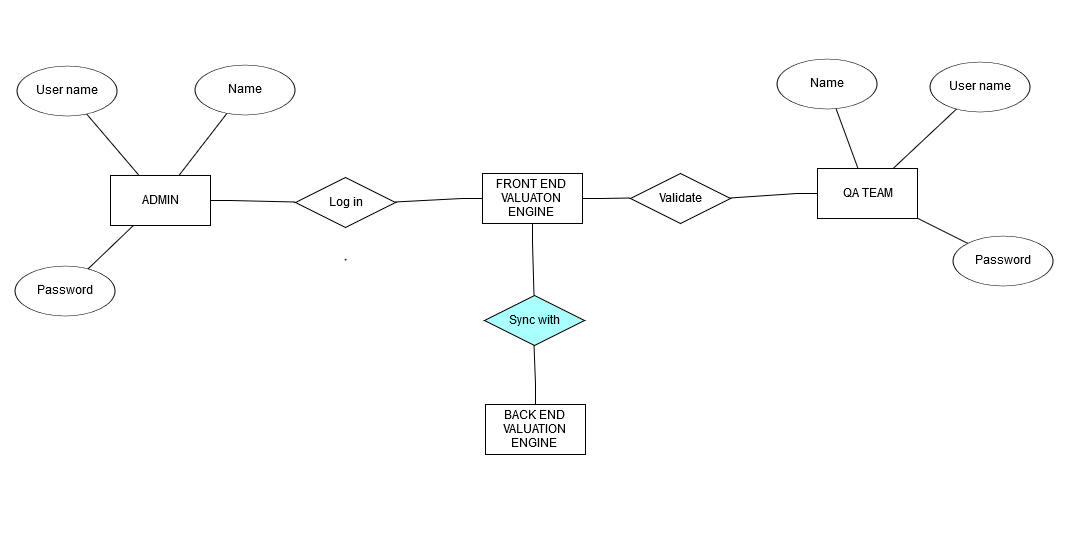 User name
Name
Name
User name
ADMIN
Log in
FRONT END
VALUATON
ENGINE
Validate
QA TEAM
Password
Password
Sync with
BACK END
VALUATION
ENGINE